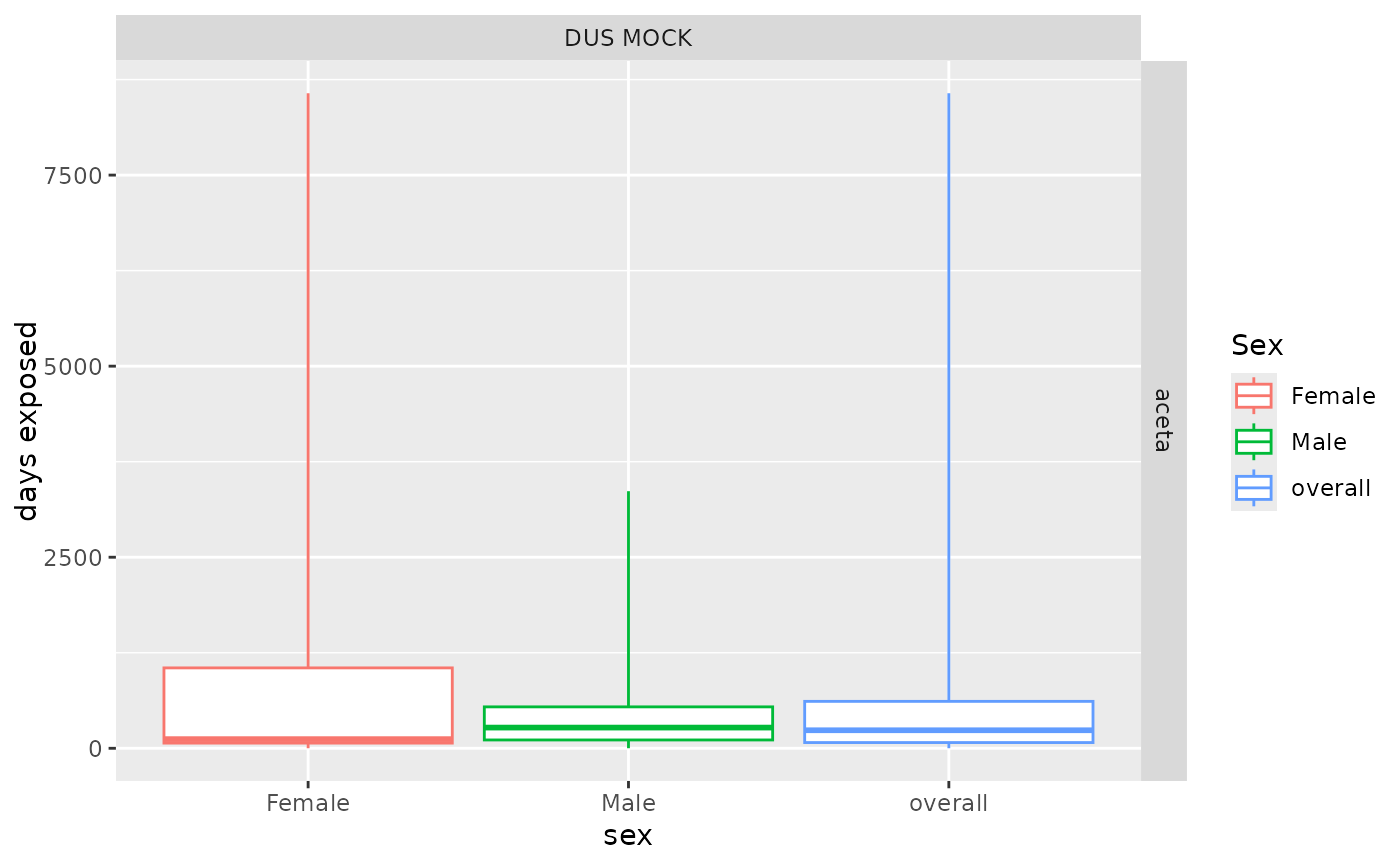 DUS MOCK
7500
5000
2500
0
days exposed
Female
Male
overall
sex
aceta
Sex
Female
Male
overall